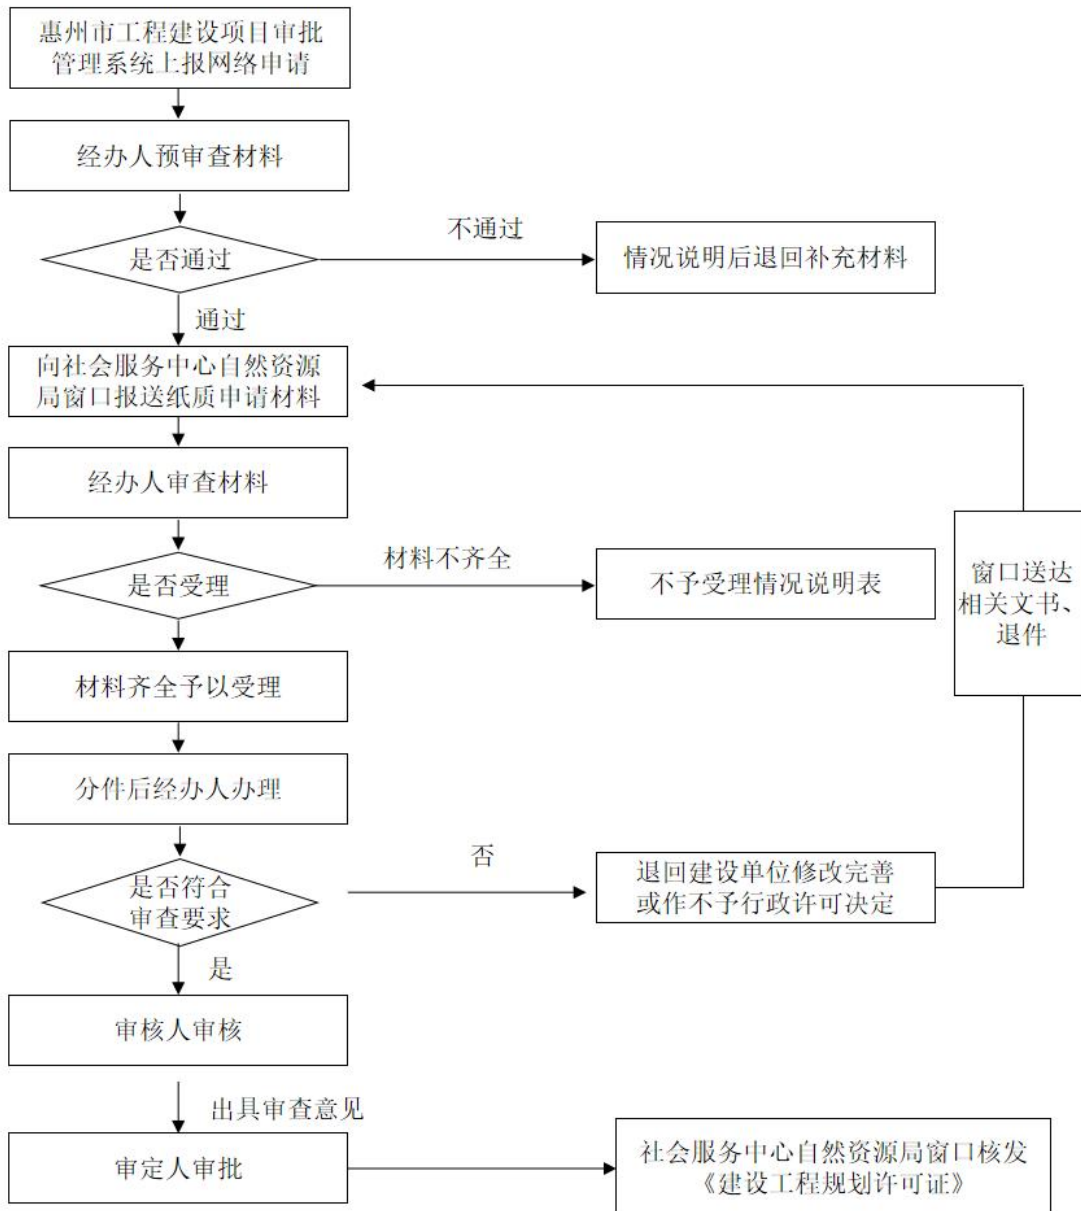 惠州市工程建设项目审批
管理系统上报网络申请
经办人预审查材料
是否通过
不通过
情况说明后退回补充材料
通过
向社会服务中心自然资源
局窗口报送纸质申请材料
经办人审查材料
是否受理
材料不齐全
不予受理情况说明表
窗口送达
相关文书、
退件
材料齐全予以受理
分件后经办人办理
是否符合
审查要求
否
退回建设单位修改完善
或作不予行政许可决定
是
审核人审核
出具审查意见
审定人审批
社会服务中心自然资源局窗口核发
《建设工程规划许可证》